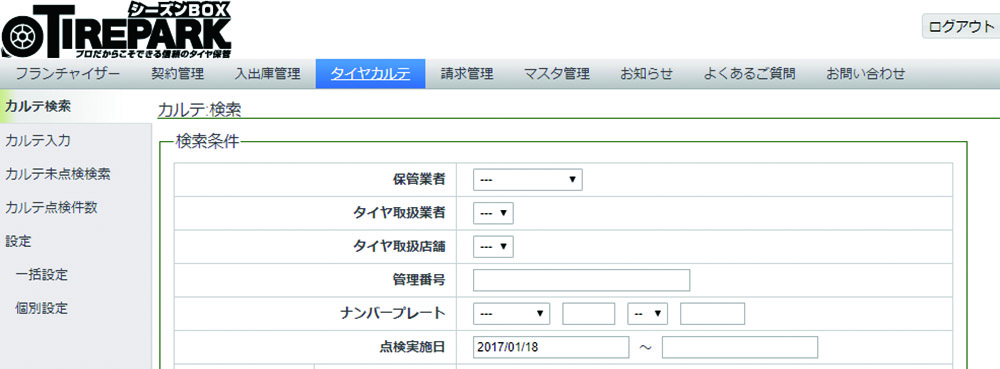 シーズンBOX
TIREPARK
プロだからこそできる信頼のタイヤ保管
ログアウト
フランチャイザー 契約管理 入出庫管理 タイヤカルテ 請求管理 マスタ管理 お知らせ よくあるご質問 お問い合わせ
カルテ検索
カルテ入力
カルテ未点検検索
カルテ点検件数
設定
一括設定
個別設定
カルテ:検索
検索条件
保管業者 ---
タイヤ取扱業者 ---
タイヤ取扱店舗 ---
管理番号
ナンバープレート --- --
点検実施日 2017/01/18 ～